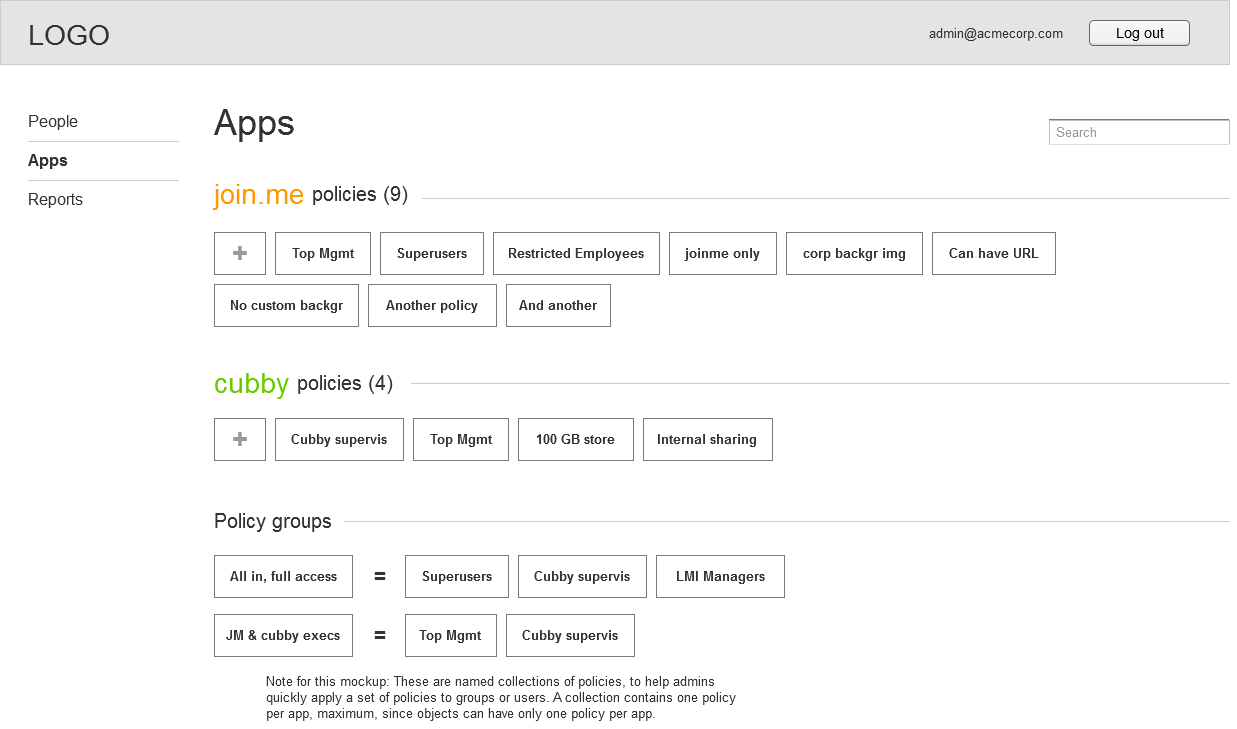 LOGO
admin@acmecorp.com
Log out
People
Apps
Reports
Apps
Search
join.me policies (9)
Top Mgmt Superusers Restricted Employees joinme only corp backgr img Can have URL
No custom backgr Another policy And another
cubby policies (4)
Cubby supervis Top Mgmt 100 GB store Internal sharing
Policy groups
All in, full access = Superusers Cubby supervis LMI Managers
JM & cubby execs = Top Mgmt Cubby supervis
Note for this mockup: These are named collections of policies, to help admins
quickly apply a set of policies to groups or users. A collection contains one policy
per app, maximum, since objects can have only one policy per app.